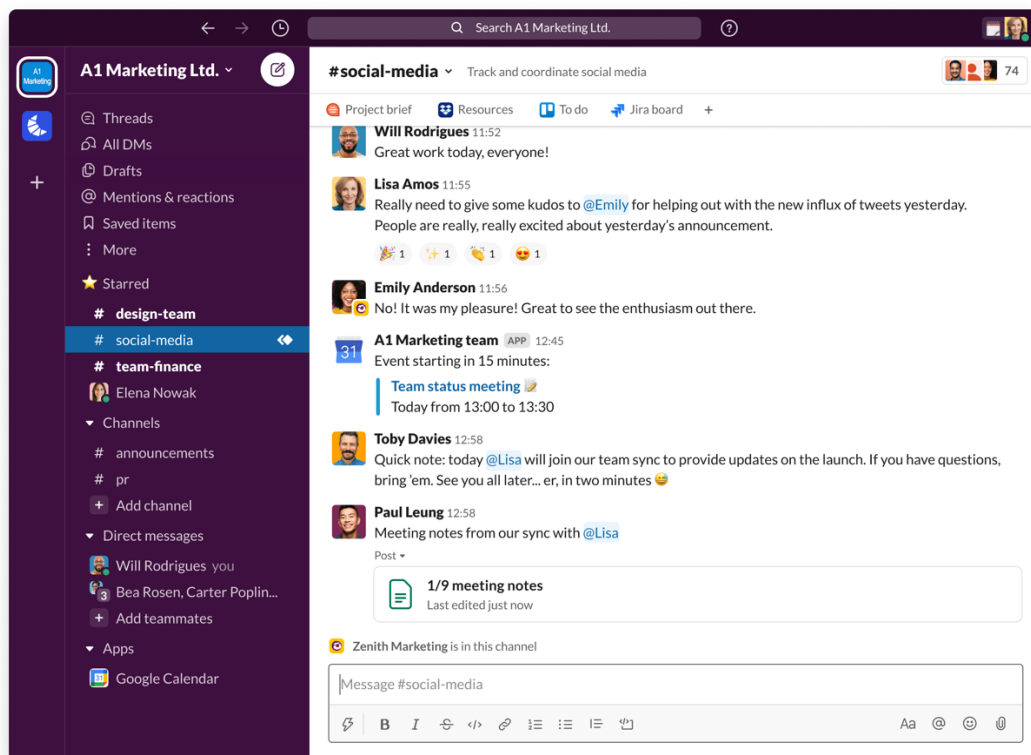 Search A1 Marketing Ltd.
A1
Marketing
A1 Marketing Ltd.
Threads
All DMs
Drafts
Mentions & reactions
Saved items
More
Starred
# design-team
# social-media
# team-finance
Elena Nowak
Channels
# announcements
# pr
+ Add channel
Direct messages
Will Rodrigues you
3 Bea Rosen, Carter Poplin...
+ Add teammates
Apps
31 Google Calendar
#social-media Track and coordinate social media 74
Project brief Resources To do Jira board +
Will Rodrigues 11:52
Great work today, everyone!
Lisa Amos 11:55
Really need to give some kudos to @Emily for helping out with the new influx of tweets yesterday.
People are really, really excited about yesterday’s announcement.
🎉 1 ✨ 1 👏 1 😍 1
Emily Anderson 11:56
No! It was my pleasure! Great to see the enthusiasm out there.
31 A1 Marketing team APP 12:45
Event starting in 15 minutes:
Team status meeting 📝
Today from 13:00 to 13:30
Toby Davies 12:58
Quick note: today @Lisa will join our team sync to provide updates on the launch. If you have questions,
bring ’em. See you all later... er, in two minutes 😅
Paul Leung 12:58
Meeting notes from our sync with @Lisa
Post
1/9 meeting notes
Last edited just now
Zenith Marketing is in this channel
Message #social-media
B I S </> Aa @